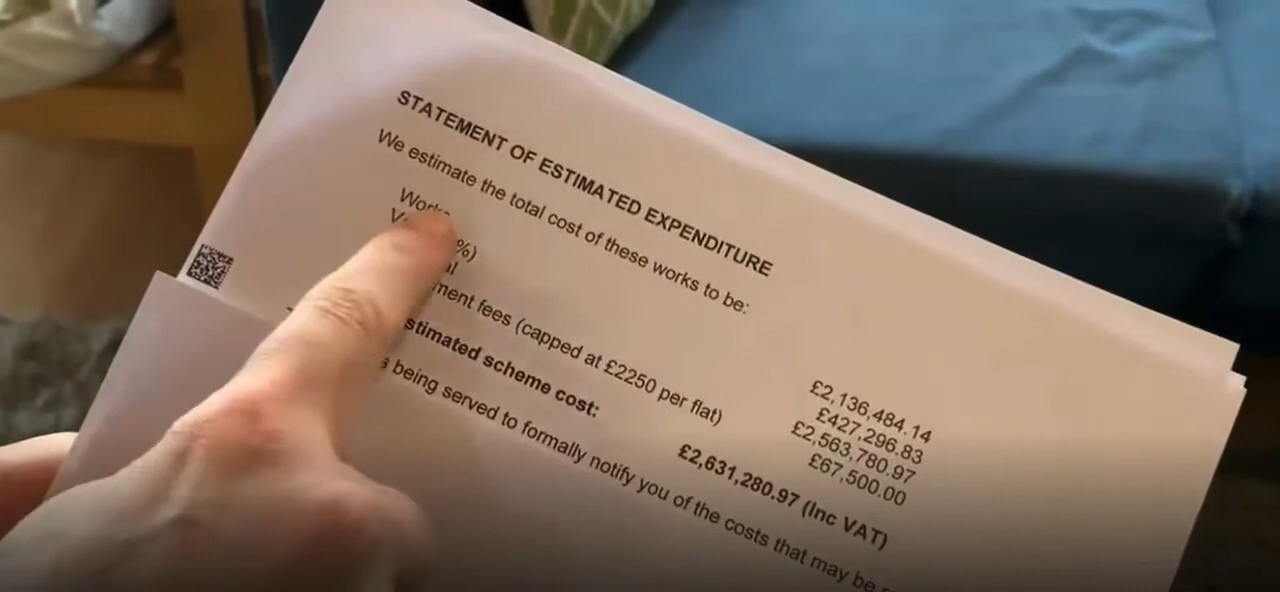 STATEMENT OF ESTIMATED EXPENDITURE
We estimate the total cost of these works to be:
£2,136,484.14
%) £427,296.83
£2,563,780.97
fees (capped at £2250 per flat) £67,500.00
scheme cost: £2,631,280.97 (Inc VAT)
being served to formally notify you of the costs that may be